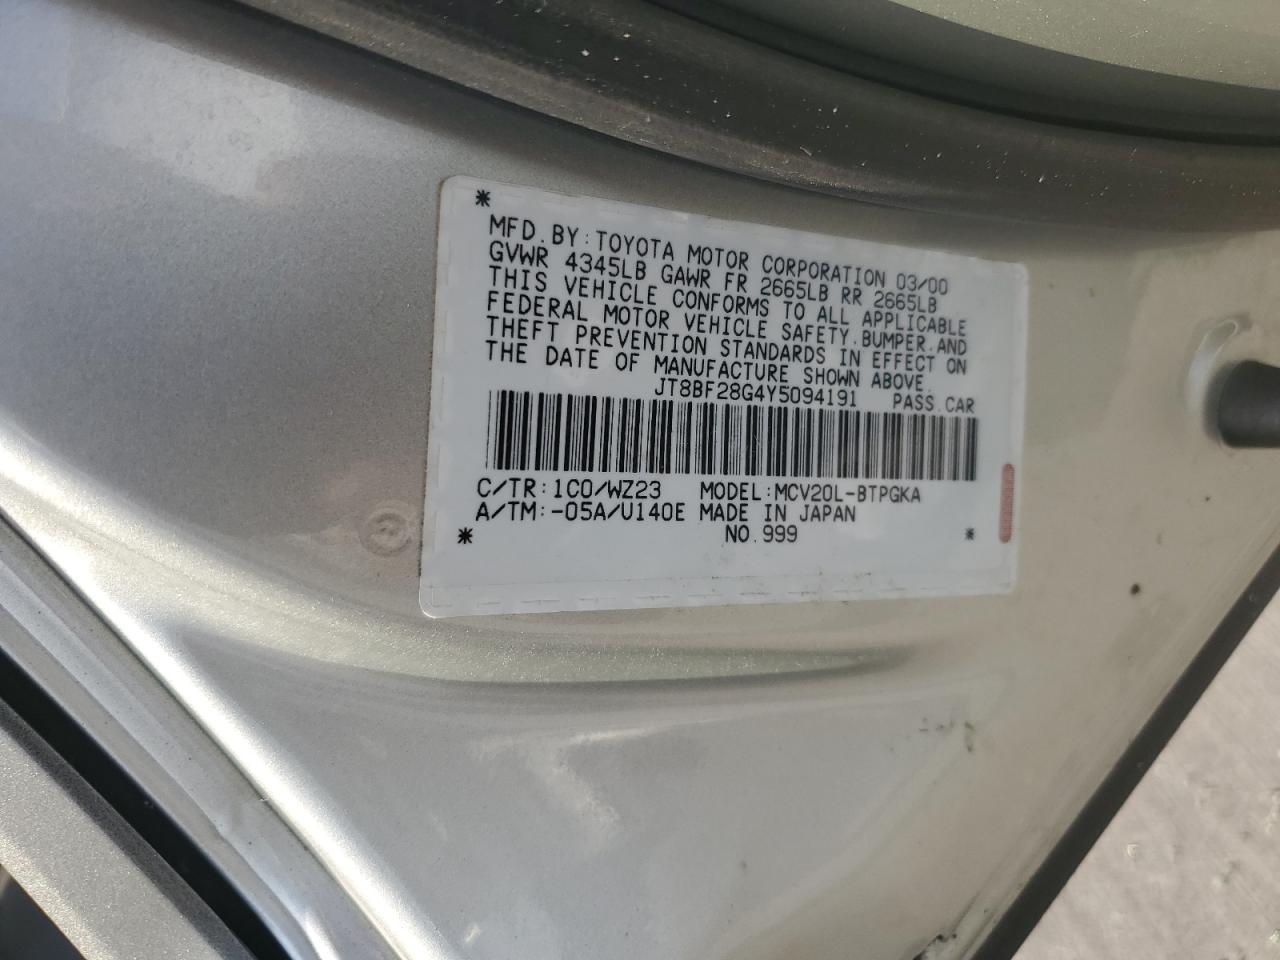 *
MFD.BY:TOYOTA MOTOR CORPORATION 03/00
GVWR 4345LB GAWR FR 2665LB RR 2665LB
THIS VEHICLE CONFORMS TO ALL APPLICABLE
FEDERAL MOTOR VEHICLE SAFETY,BUMPER,AND
THEFT PREVENTION STANDARDS IN EFFECT ON
THE DATE OF MANUFACTURE SHOWN ABOVE.
JT8BF28G4Y5094191 PASS.CAR
C/TR:1C0/WZ23 MODEL:MCV20L-BTPGKA
A/TM:-05A/U140E MADE IN JAPAN
* NO.999 *